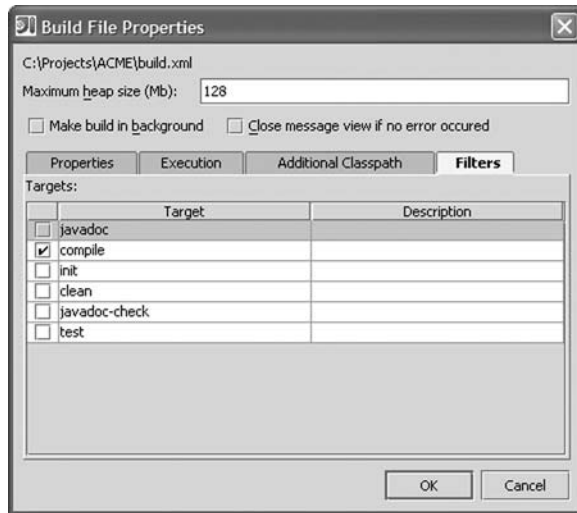 Build File Properties
C:\Projects\ACME\build.xml
Maximum heap size (Mb): 128
Make build in background Close message view if no error occured
Properties Execution Additional Classpath Filters
Targets:
Target Description
javadoc
compile
init
clean
javadoc-check
test
OK Cancel